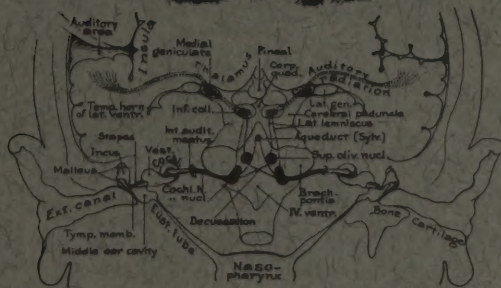 Auditory
area
Insula
Medial
geniculate
Thalamus
Pineal
Corp.
quad.
Auditory
radiation
Temp. horn
of lat. ventr.
Inf. coll.
Lat. gen.
Cerebral peduncle
Lat lemniscus
Aqueduct (Sylv.)
Int. audit.
meatus
Stapes
Incus
Vest.
Malleus
Sup. oliv. nucl.
Cochl. N.
" nucl.
Brach.
pontis
IV. ventr.
Ext. canal
Eust. tube
Decussation
Bone
Cartilage
Tymp. memb.
Middle ear cavity
Naso-
pharynx